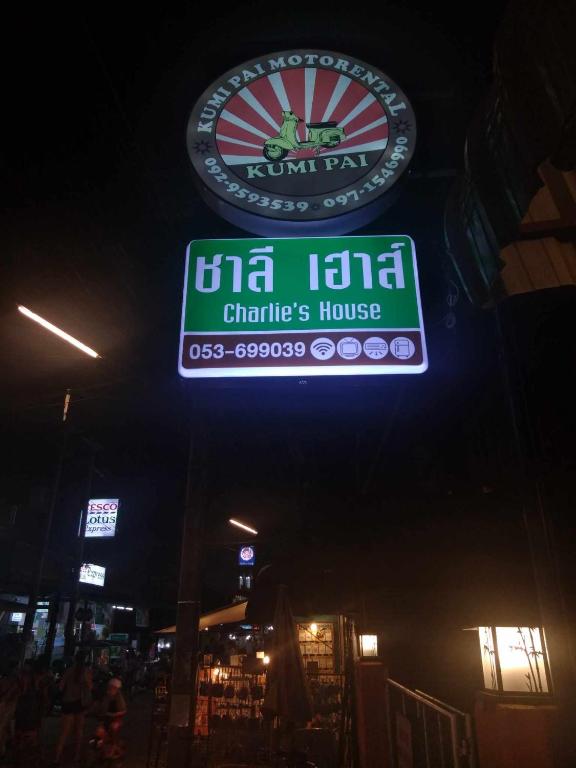 KUMI PAI MOTORENTAL
KUMI PAI
092-9593539 097-1546990
ชาลี เฮาส์
Charlie's House
053-699039
TESCO
Lotus
Express